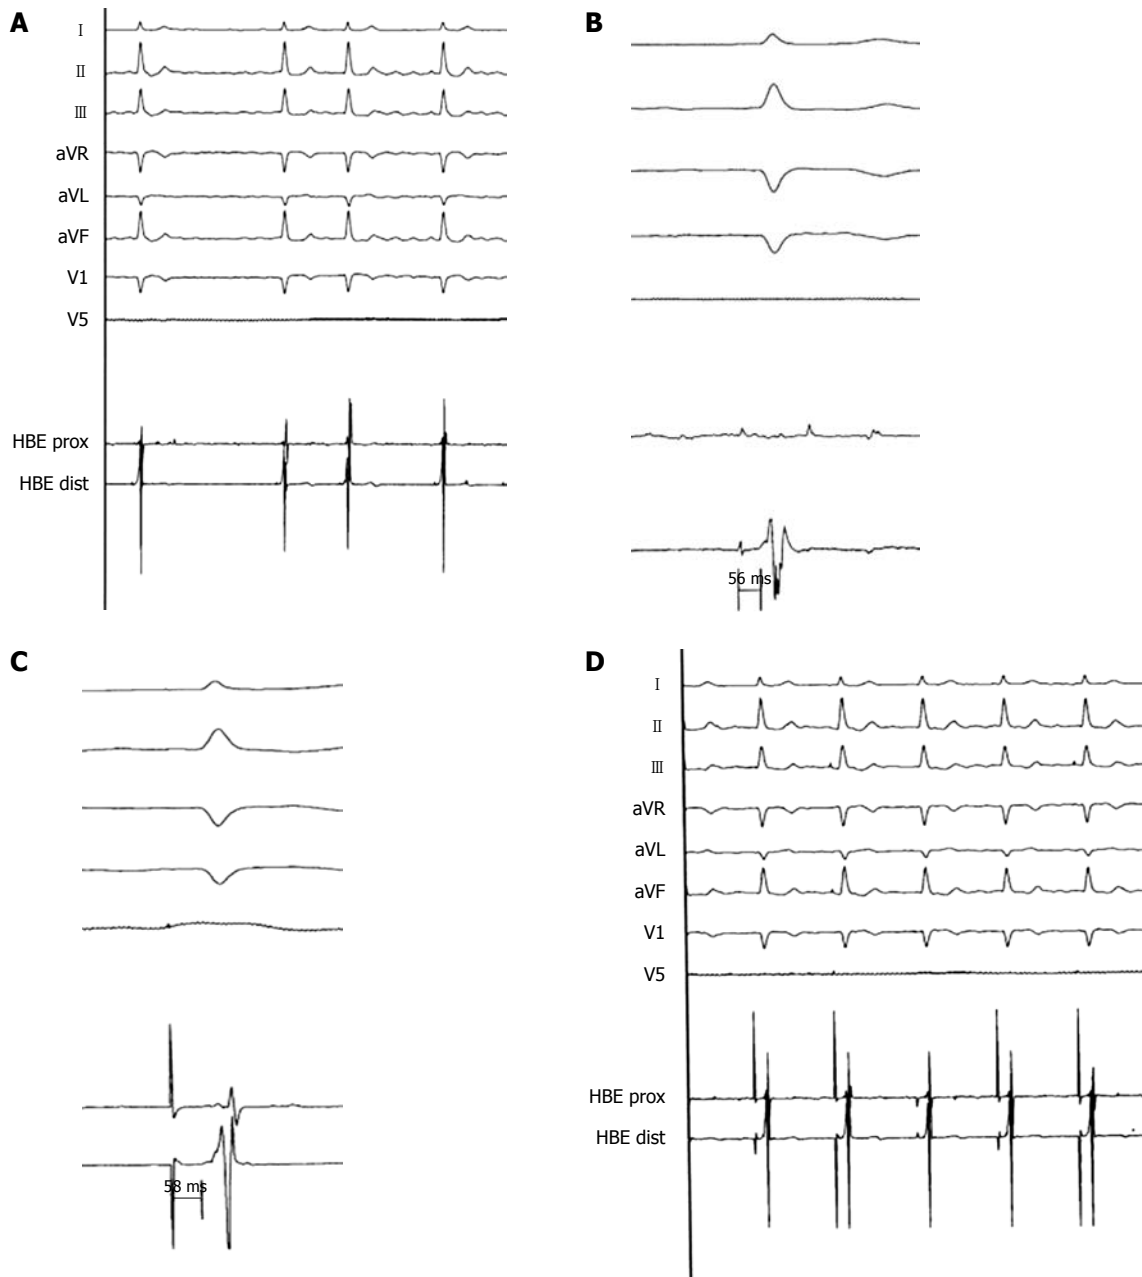 A
I
II
III
aVR
aVL
aVF
V1
V5
HBE prox
HBE dist
B
56 ms
C
58 ms
D
I
II
III
aVR
aVL
aVF
V1
V5
HBE prox
HBE dist